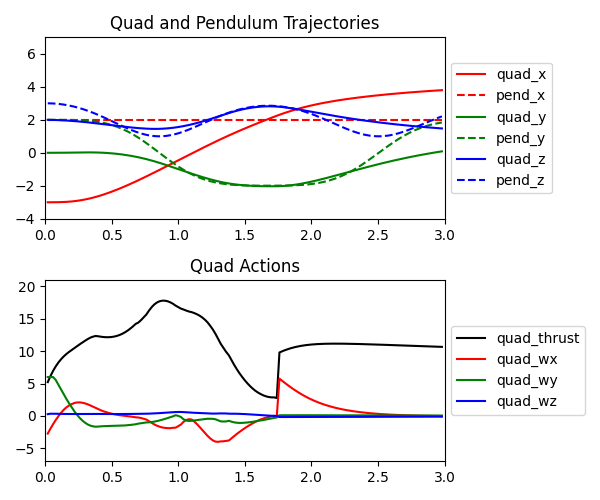 Quad and Pendulum Trajectories
6
4
2
0
−2
−4
0.0 0.5 1.0 1.5 2.0 2.5 3.0
quad_x
pend_x
quad_y
pend_y
quad_z
pend_z
Quad Actions
20
15
10
5
0
−5
0.0 0.5 1.0 1.5 2.0 2.5 3.0
quad_thrust
quad_wx
quad_wy
quad_wz